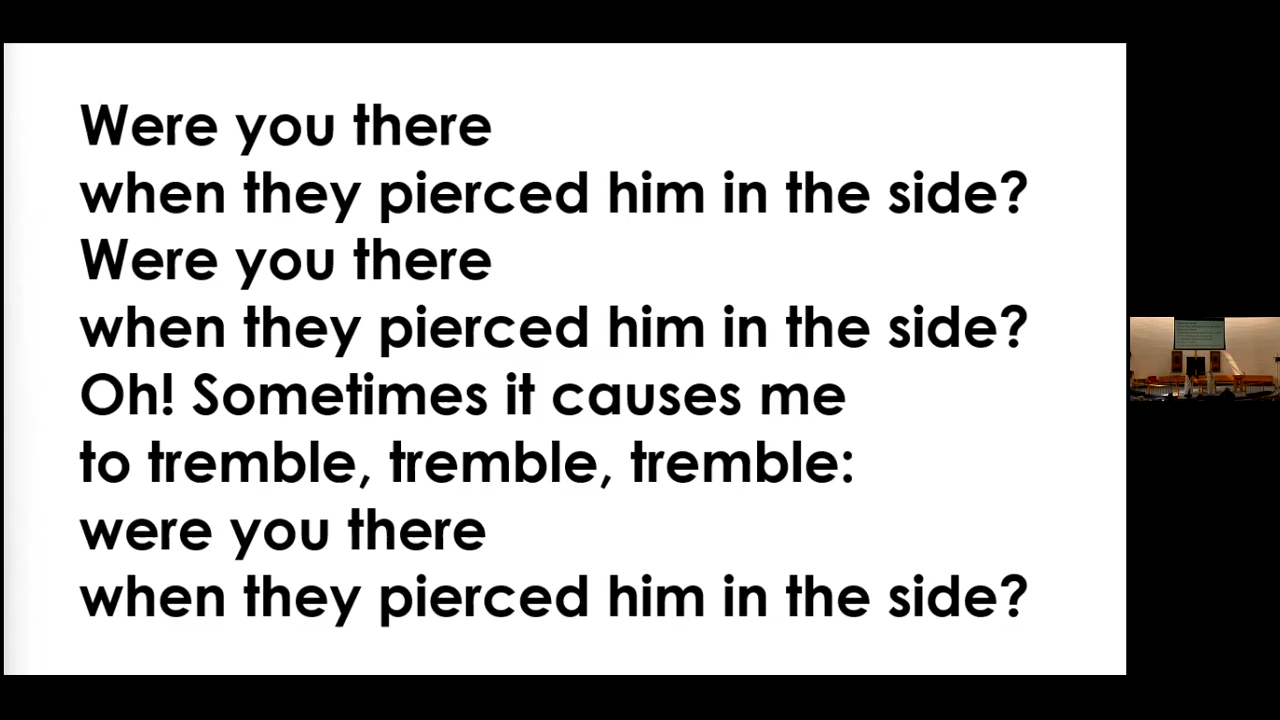 Were you there
when they pierced him in the side?
Were you there
when they pierced him in the side?
Oh! Sometimes it causes me
to tremble, tremble, tremble:
were you there
when they pierced him in the side?